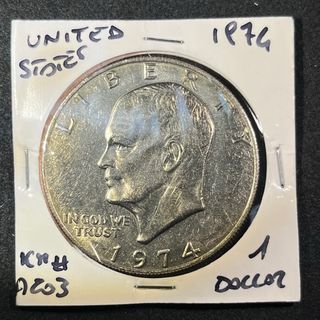 UNITED
STATES
1974
LIBERTY
IN GOD WE
TRUST
1974
KM#
A203
1
DOLLAR